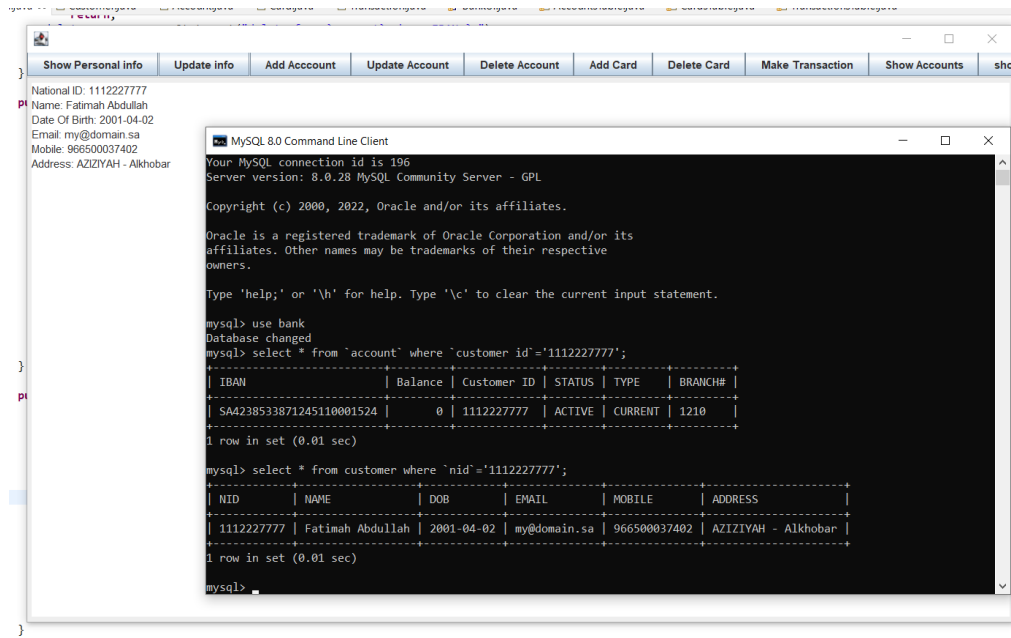 return;
Show Personal info Update info Add Acccount Update Account Delete Account Add Card Delete Card Make Transaction Show Accounts
}
National ID: 1112227777
Name: Fatimah Abdullah
Date Of Birth: 2001-04-02
Email: my@domain.sa
Mobile: 966500037402
Address: AZIZIYAH - Alkhobar
MySQL 8.0 Command Line Client
Your MySQL connection id is 196
Server version: 8.0.28 MySQL Community Server - GPL
Copyright (c) 2000, 2022, Oracle and/or its affiliates.
Oracle is a registered trademark of Oracle Corporation and/or its
affiliates. Other names may be trademarks of their respective
owners.
Type 'help;' or '\h' for help. Type '\c' to clear the current input statement.
mysql> use bank
Database changed
mysql> select * from `account` where `customer id`='1112227777';
| IBAN | Balance | Customer ID | STATUS | TYPE | BRANCH# |
| SA4238533871245110001524 | 0 | 1112227777 | ACTIVE | CURRENT | 1210 |
1 row in set (0.01 sec)
mysql> select * from customer where `nid`='1112227777';
| NID | NAME | DOB | EMAIL | MOBILE | ADDRESS |
| 1112227777 | Fatimah Abdullah | 2001-04-02 | my@domain.sa | 966500037402 | AZIZIYAH - Alkhobar |
1 row in set (0.01 sec)
mysql>
}
}